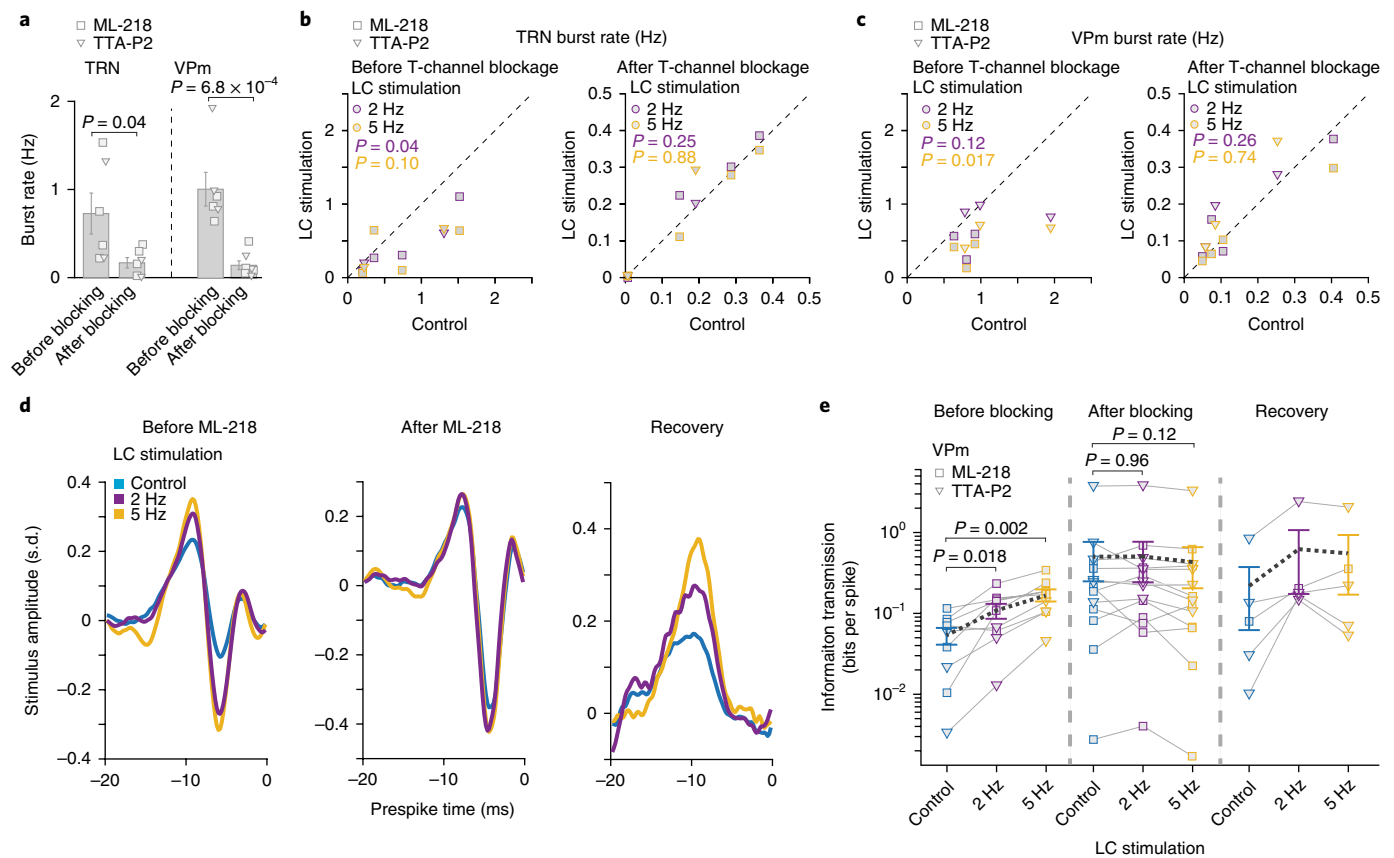 a
ML-218
TTA-P2
TRN
VPm
P = 6.8 × 10⁻⁴
P = 0.04
Burst rate (Hz)
2
1
0
Before blocking
After blocking
Before blocking
After blocking
b
TRN burst rate (Hz)
Before T-channel blockage
LC stimulation
2 Hz
5 Hz
P = 0.04
P = 0.10
LC stimulation
2
1
0
0 1 2
Control
After T-channel blockage
LC stimulation
2 Hz
5 Hz
P = 0.25
P = 0.88
LC stimulation
0.5
0.4
0.3
0.2
0.1
0
0 0.1 0.2 0.3 0.4 0.5
Control
c
ML-218
TTA-P2
VPm burst rate (Hz)
Before T-channel blockage
LC stimulation
2 Hz
5 Hz
P = 0.12
P = 0.017
LC stimulation
2
1
0
0 1 2
Control
After T-channel blockage
LC stimulation
2 Hz
5 Hz
P = 0.26
P = 0.74
LC stimulation
0.5
0.4
0.3
0.2
0.1
0
0 0.1 0.2 0.3 0.4 0.5
Control
d
Before ML-218
LC stimulation
Control
2 Hz
5 Hz
Stimulus amplitude (s.d.)
0.4
0.2
0
–0.2
–0.4
–20 –10 0
After ML-218
0.2
0
–0.2
–0.4
–20 –10 0
Prespike time (ms)
Recovery
0.4
0.2
0
–20 –10 0
e
Before blocking
After blocking
Recovery
P = 0.12
P = 0.96
VPm
ML-218
TTA-P2
P = 0.002
P = 0.018
Informaiton transmission
(bits per spike)
10⁰
10⁻¹
10⁻²
Control
2 Hz
5 Hz
Control
2 Hz
5 Hz
Control
2 Hz
5 Hz
LC stimulation